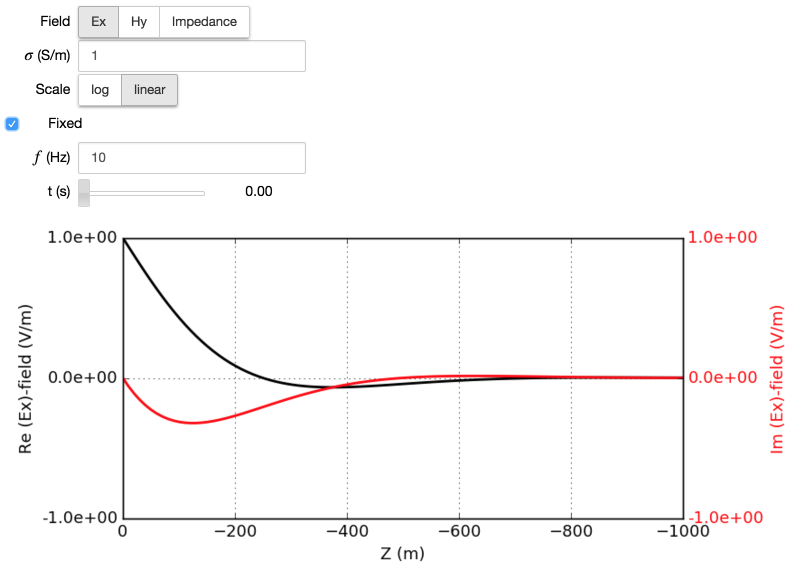 Field Ex Hy Impedance
σ (S/m) 1
Scale log linear
Fixed
f (Hz) 10
t (s) 0.00
1.0e+00 1.0e+00
Re (Ex)-field (V/m)
0.0e+00 0.0e+00
Im (Ex)-field (V/m)
-1.0e+00 -1.0e+00
0 −200 −400 −600 −800 −1000
Z (m)